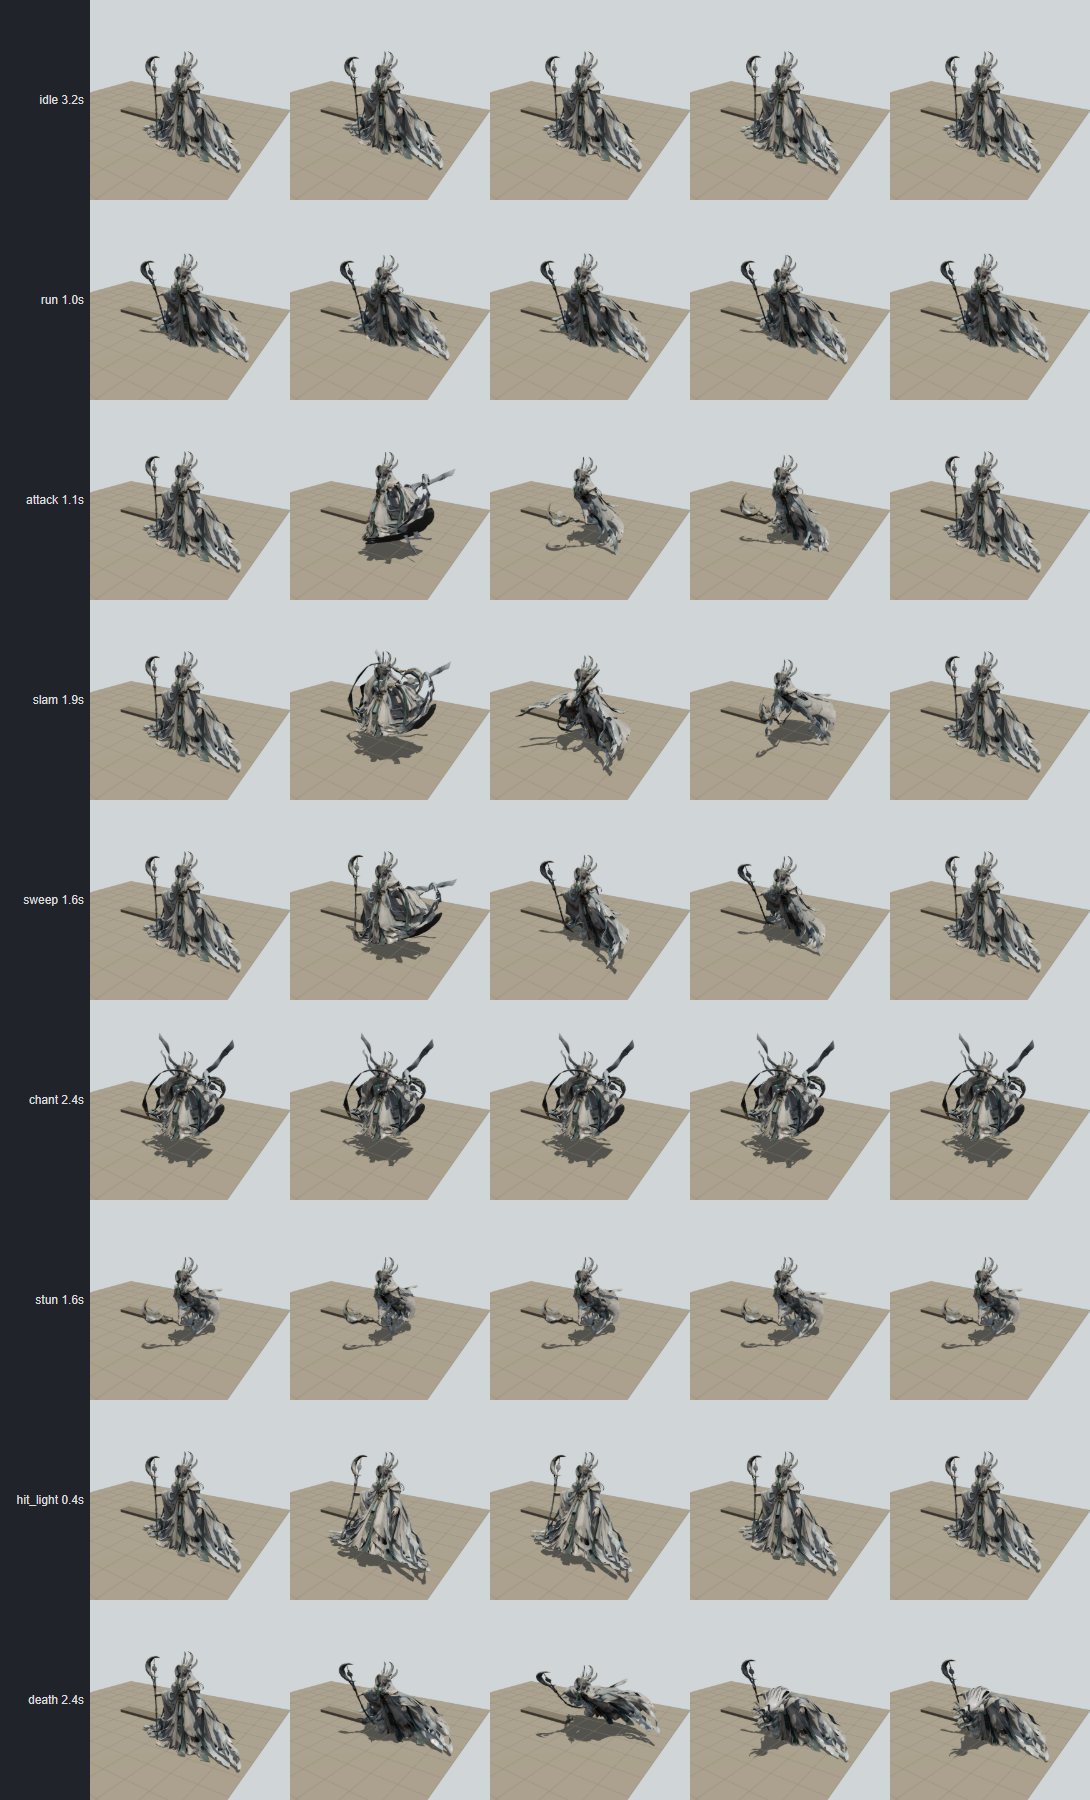 idle 3.2s
run 1.0s
attack 1.1s
slam 1.9s
sweep 1.6s
chant 2.4s
stun 1.6s
hit_light 0.4s
death 2.4s